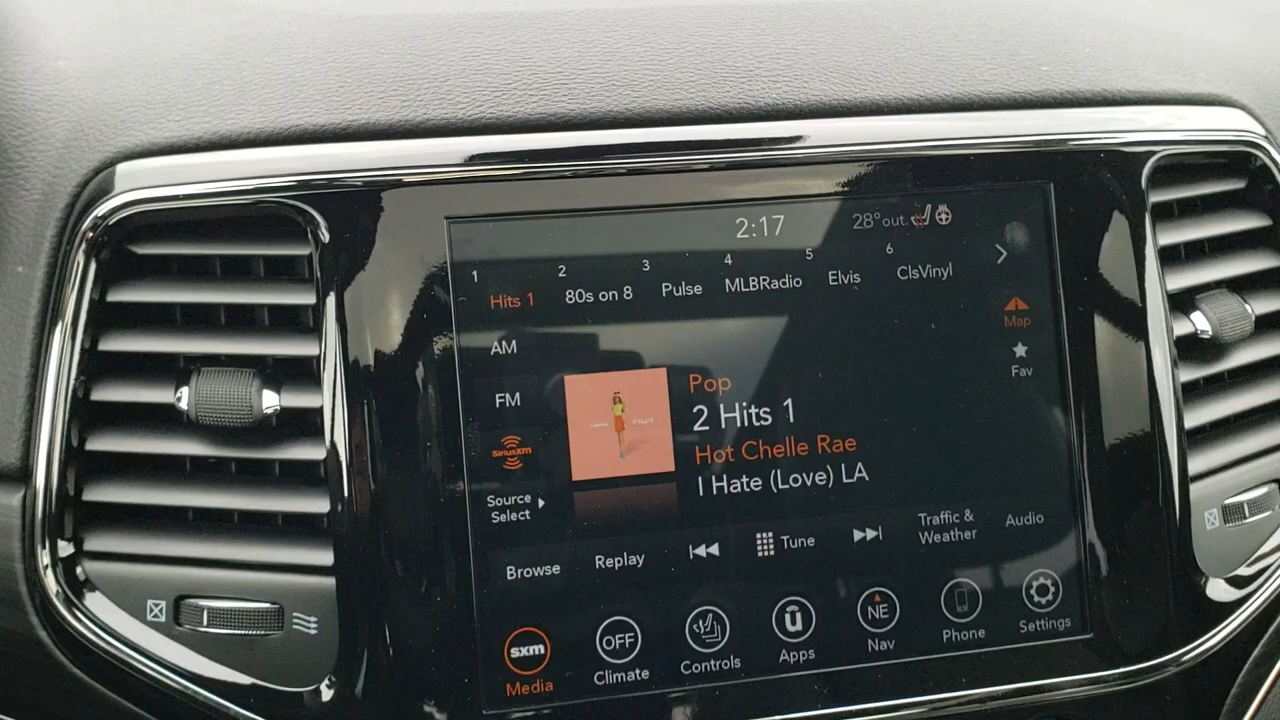 2:17
28°out.
1 2 3 4 5 6
Hits 1 80s on 8 Pulse MLBRadio Elvis ClsVinyl
Map
Fav
AM
FM
SiriusXM
Source
Select
Pop
2 Hits 1
Hot Chelle Rae
I Hate (Love) LA
Browse Replay Tune
Traffic &
Weather
Audio
sxm OFF NE
Media Climate Controls Apps Nav Phone Settings